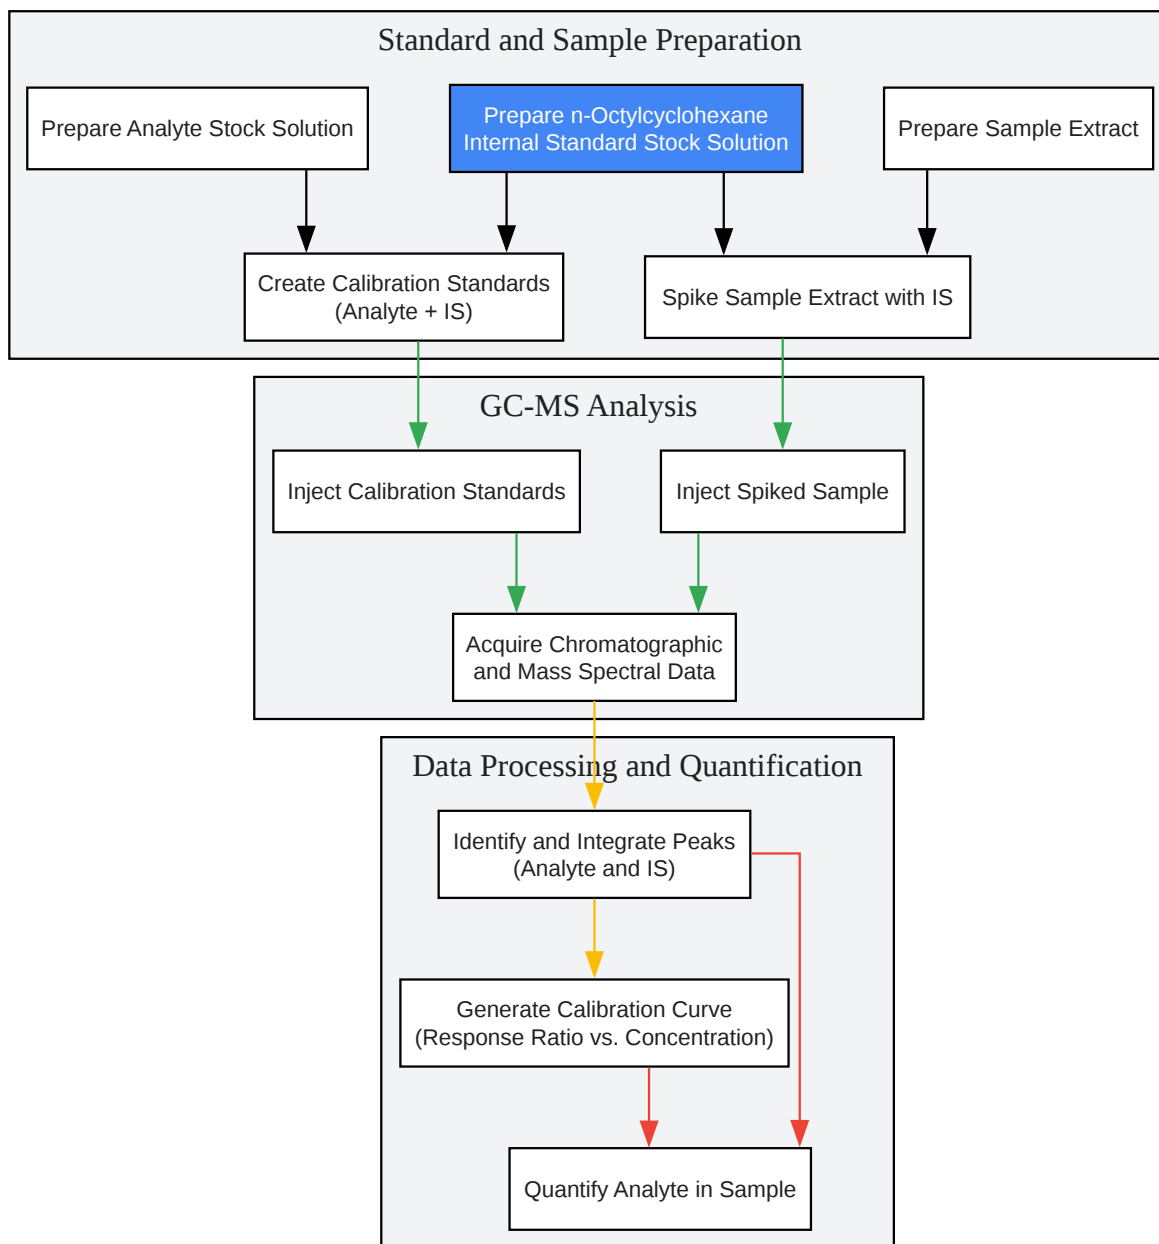 Standard and Sample Preparation
Prepare Analyte Stock Solution
Prepare n-Octylcyclohexane
Internal Standard Stock Solution
Prepare Sample Extract
Create Calibration Standards
(Analyte + IS)
Spike Sample Extract with IS
GC-MS Analysis
Inject Calibration Standards
Inject Spiked Sample
Acquire Chromatographic
and Mass Spectral Data
Data Processing and Quantification
Identify and Integrate Peaks
(Analyte and IS)
Generate Calibration Curve
(Response Ratio vs. Concentration)
Quantify Analyte in Sample